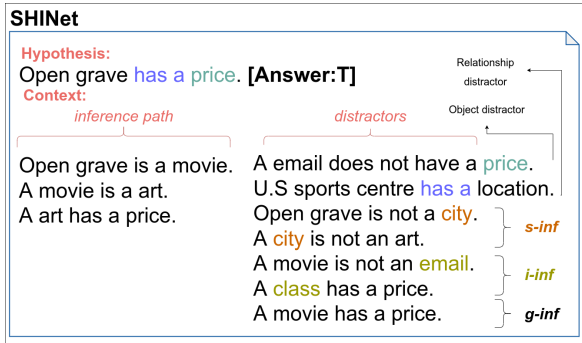 SHINet
Hypothesis:
Open grave has a price. [Answer:T]
Context:
inference path
Open grave is a movie.
A movie is a art.
A art has a price.
distractors
Relationship
distractor
Object distractor
A email does not have a price.
U.S sports centre has a location.
Open grave is not a city.
A city is not an art.
s-inf
A movie is not an email.
A class has a price.
i-inf
A movie has a price.
g-inf